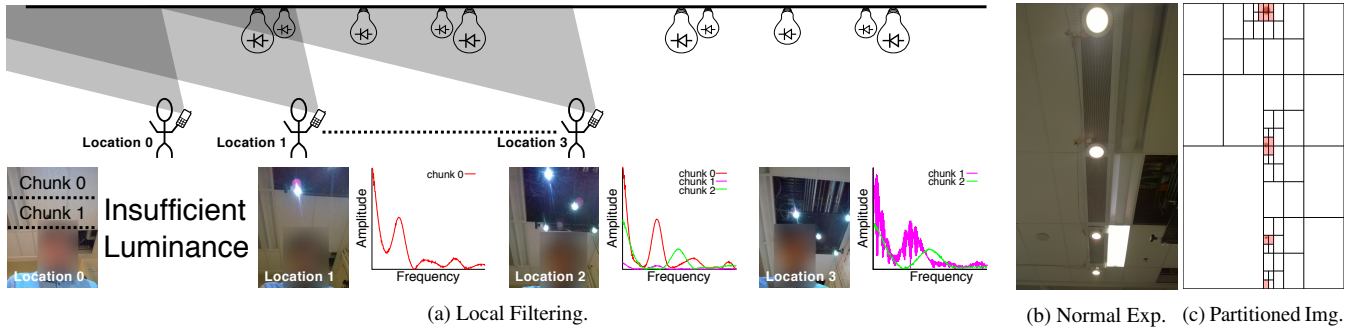 Location 0
Location 1
Location 3
Chunk 0
Chunk 1
Location 0
Insufficient
Luminance
Location 1
Amplitude
chunk 0
Frequency
Location 2
Amplitude
chunk 0
chunk 1
chunk 2
Frequency
Location 3
Amplitude
chunk 1
chunk 2
Frequency
(a) Local Filtering.
(b) Normal Exp.
(c) Partitioned Img.